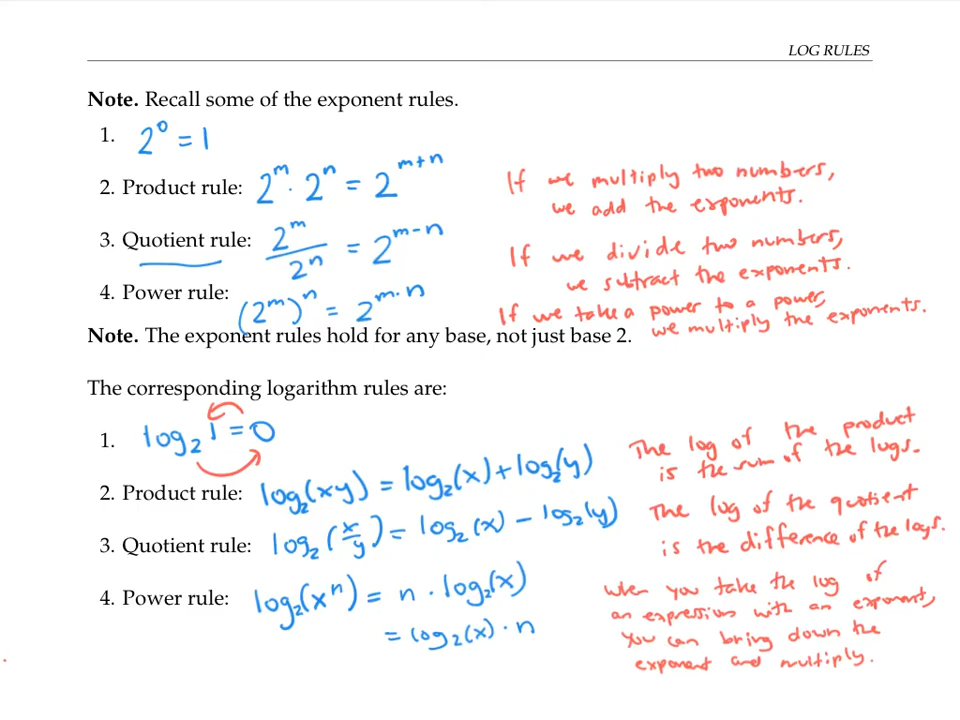 LOG RULES
Note. Recall some of the exponent rules.
1. 2⁰ = 1
2. Product rule: 2ᵐ · 2ⁿ = 2ᵐ⁺ⁿ
If we multiply two numbers,
we add the exponents.
3. Quotient rule: 2ᵐ/2ⁿ = 2ᵐ⁻ⁿ
If we divide two numbers,
we subtract the exponents.
4. Power rule: (2ᵐ)ⁿ = 2ᵐ·ⁿ
If we take a power to a power,
we multiply the exponents.
Note. The exponent rules hold for any base, not just base 2.
The corresponding logarithm rules are:
1. log₂ 1 = 0
2. Product rule: log₂(xy) = log₂(x) + log₂(y)
The log of the product
is the sum of the logs.
3. Quotient rule: log₂(x/y) = log₂(x) − log₂(y)
The log of the quotient
is the difference of the logs.
4. Power rule: log₂(xⁿ) = n · log₂(x)
= log₂(x) · n
When you take the log of
an expression with an exponent,
you can bring down the
exponent and multiply.